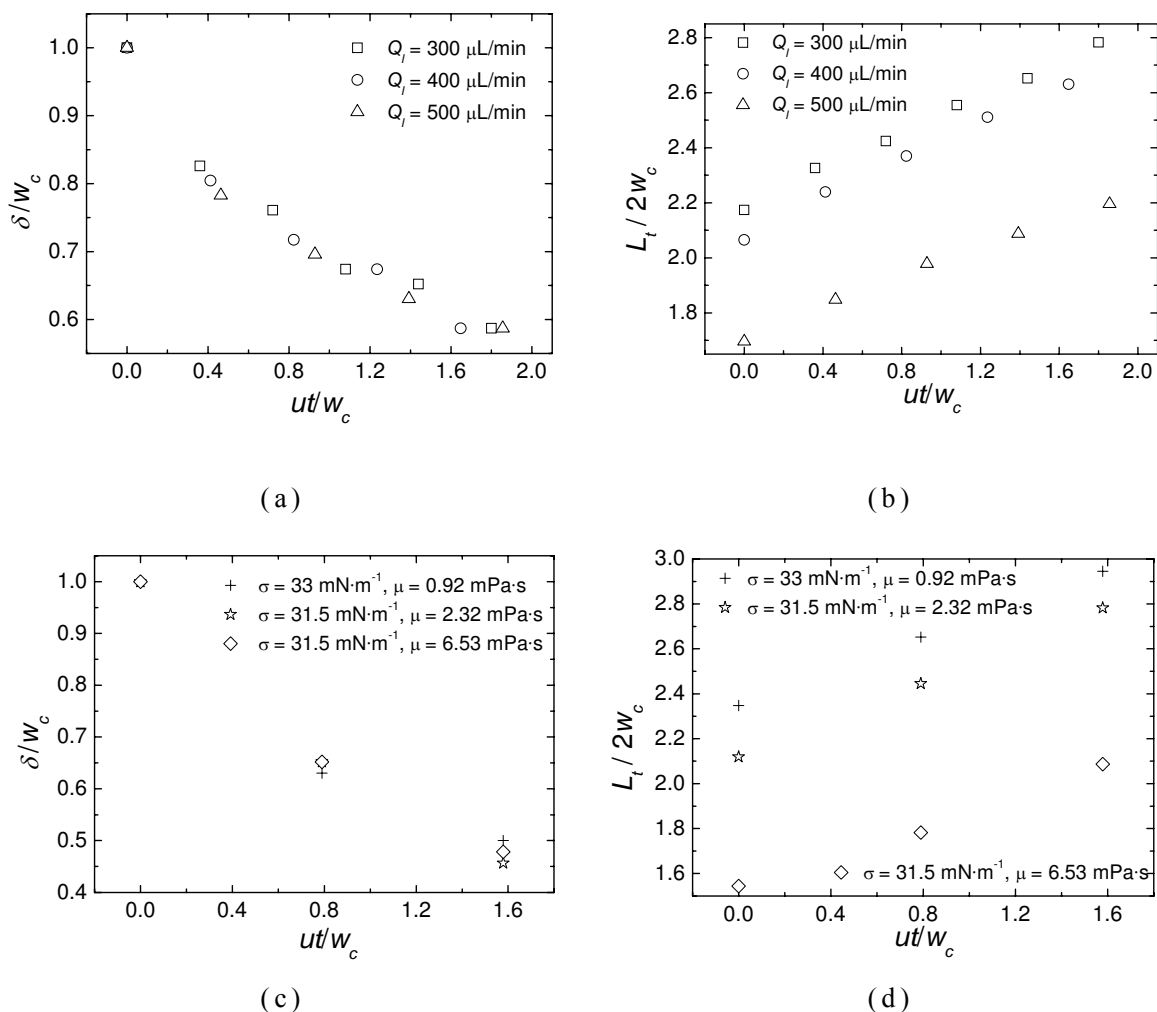 1.0
0.9
0.8
0.7
0.6
δ/w_c
0.0 0.4 0.8 1.2 1.6 2.0
ut/w_c
Q_l = 300 μL/min
Q_l = 400 μL/min
Q_l = 500 μL/min
(a)
2.8
2.6
2.4
2.2
2.0
1.8
L_t / 2w_c
0.0 0.4 0.8 1.2 1.6 2.0
ut/w_c
Q_l = 300 μL/min
Q_l = 400 μL/min
Q_l = 500 μL/min
(b)
1.0
0.9
0.8
0.7
0.6
0.5
0.4
δ/w_c
0.0 0.4 0.8 1.2 1.6
ut/w_c
σ = 33 mN·m⁻¹, μ = 0.92 mPa·s
σ = 31.5 mN·m⁻¹, μ = 2.32 mPa·s
σ = 31.5 mN·m⁻¹, μ = 6.53 mPa·s
(c)
3.0
2.8
2.6
2.4
2.2
2.0
1.8
1.6
L_t / 2w_c
0.0 0.4 0.8 1.2 1.6
ut/w_c
σ = 33 mN·m⁻¹, μ = 0.92 mPa·s
σ = 31.5 mN·m⁻¹, μ = 2.32 mPa·s
σ = 31.5 mN·m⁻¹, μ = 6.53 mPa·s
(d)